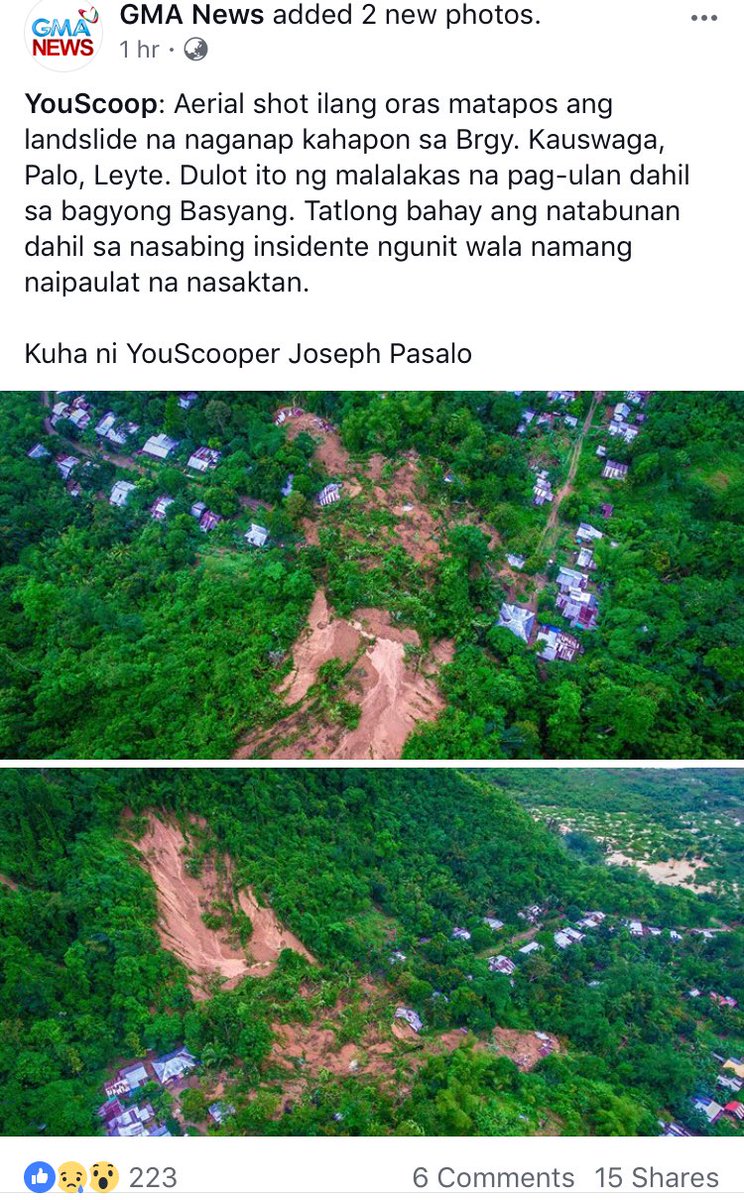 GMA
NEWS
GMA News added 2 new photos.
1 hr ·
YouScoop: Aerial shot ilang oras matapos ang
landslide na naganap kahapon sa Brgy. Kauswaga,
Palo, Leyte. Dulot ito ng malalakas na pag-ulan dahil
sa bagyong Basyang. Tatlong bahay ang natabunan
dahil sa nasabing insidente ngunit wala namang
naipaulat na nasaktan.
Kuha ni YouScooper Joseph Pasalo
223
6 Comments 15 Shares